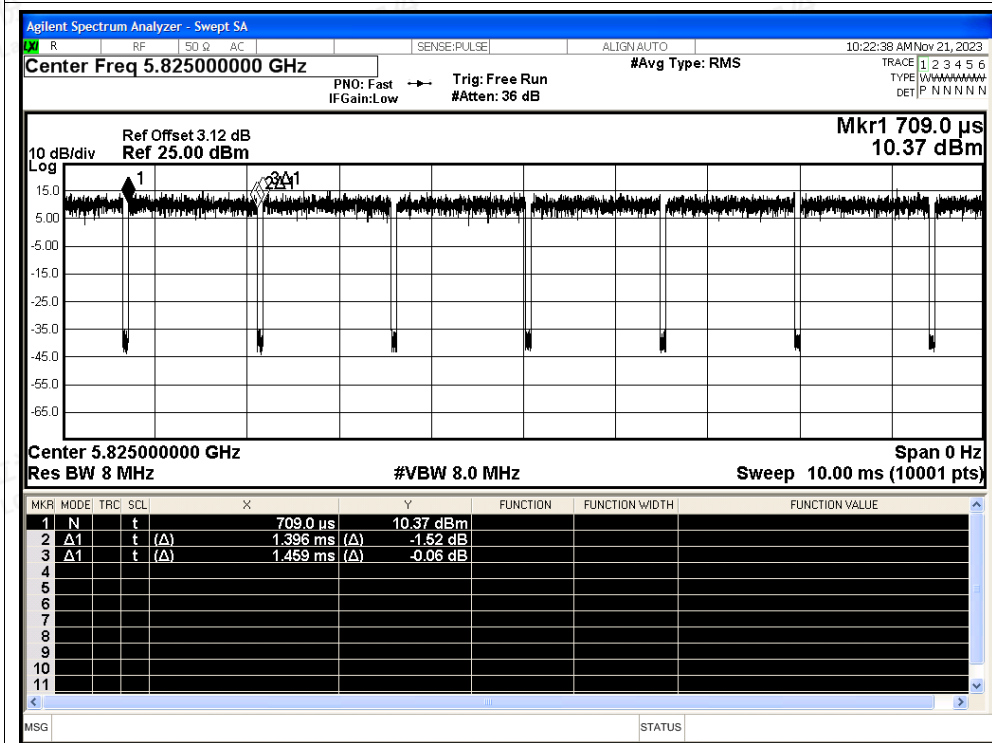 Agilent Spectrum Analyzer - Swept SA
LXI R RF 50 Ω AC SENSE:PULSE ALIGN AUTO 10:22:38 AM Nov 21, 2023
Center Freq 5.825000000 GHz #Avg Type: RMS TRACE 1 2 3 4 5 6
PNO: Fast Trig: Free Run TYPE
IFGain:Low #Atten: 36 dB DET P N N N N N
Mkr1 709.0 µs
Ref Offset 3.12 dB
10 dB/div Ref 25.00 dBm 10.37 dBm
Log
1 2Δ1 3Δ1
15.0
5.00
-5.00
-15.0
-25.0
-35.0
-45.0
-55.0
-65.0
Center 5.825000000 GHz Span 0 Hz
Res BW 8 MHz #VBW 8.0 MHz Sweep 10.00 ms (10001 pts)
MKR MODE TRC SCL X Y FUNCTION FUNCTION WIDTH FUNCTION VALUE
1 N t 709.0 µs 10.37 dBm
2 Δ1 t (Δ) 1.396 ms (Δ) -1.52 dB
3 Δ1 t (Δ) 1.459 ms (Δ) -0.06 dB
4
5
6
7
8
9
10
11
MSG STATUS